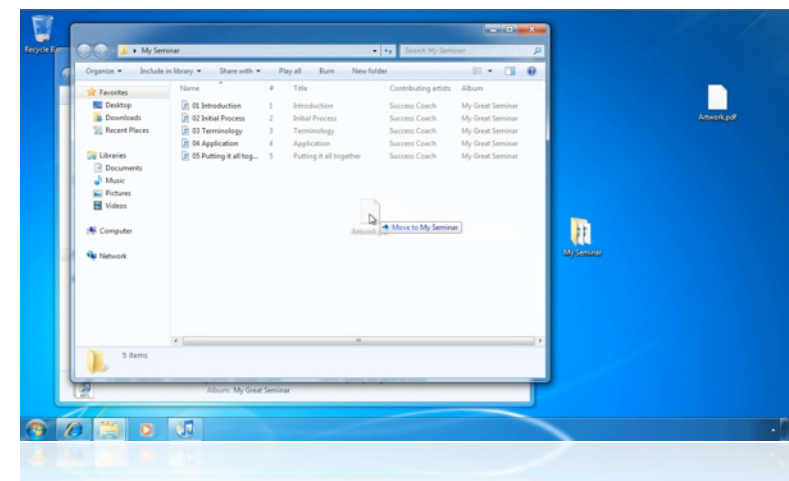 Recycle B
My Seminar
Search My Seminar
Organize Include in library Share with Play all Burn New folder
Name # Title Contributing artists Album
Favorites
Desktop
Downloads
Recent Places
Libraries
Documents
Music
Pictures
Videos
Computer
Network
01 Introduction 1 Introduction Success Coach My Great Seminar
02 Initial Process 2 Initial Process Success Coach My Great Seminar
03 Terminology 3 Terminology Success Coach My Great Seminar
04 Application 4 Application Success Coach My Great Seminar
05 Putting it all tog... 5 Putting it all together Success Coach My Great Seminar
Artwork.pdf
Move to My Seminar
5 items
Album: My Great Seminar
Artwork.pdf
My Seminar